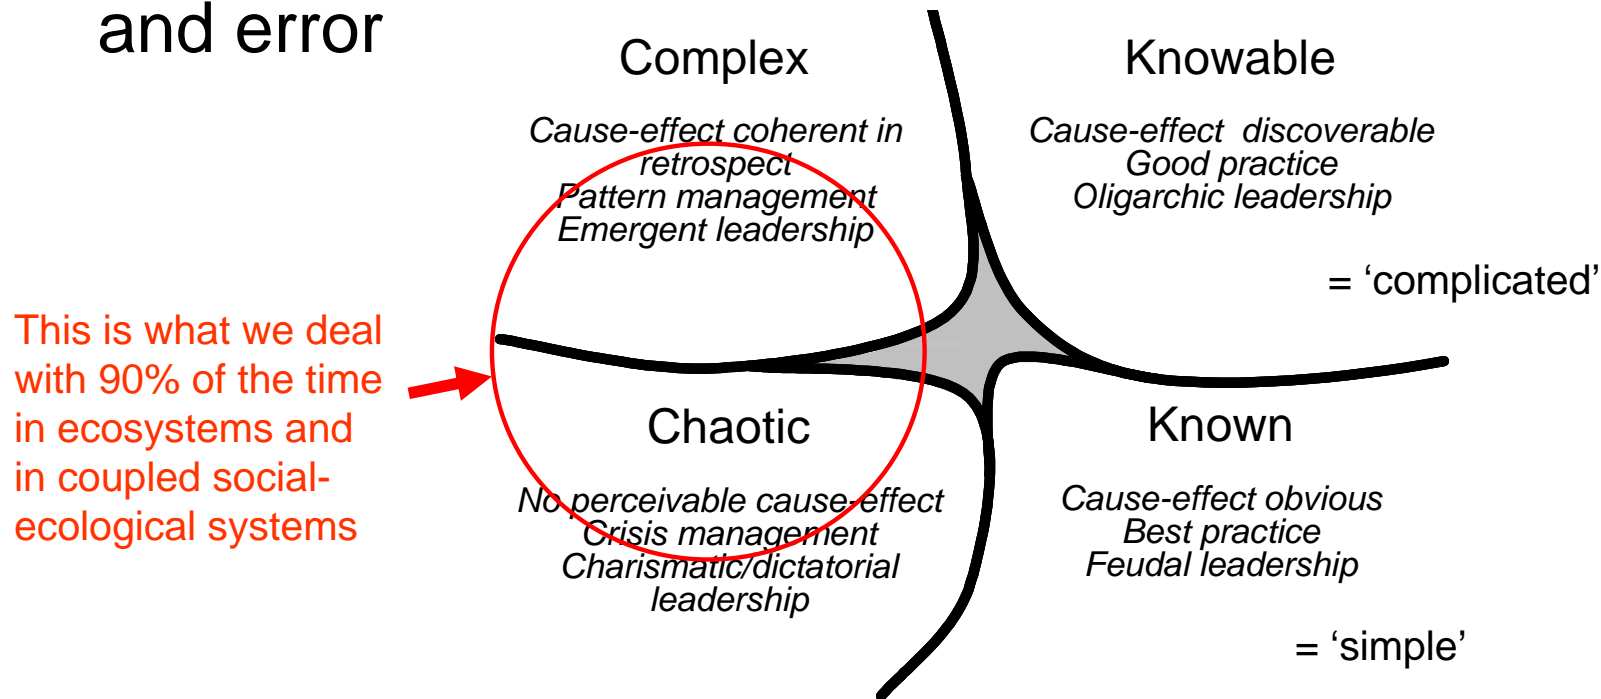 and error
Complex
Cause-effect coherent in
retrospect
Pattern management
Emergent leadership
Knowable
Cause-effect discoverable
Good practice
Oligarchic leadership
= ‘complicated’
This is what we deal
with 90% of the time
in ecosystems and
in coupled social-
ecological systems
Chaotic
No perceivable cause-effect
Crisis management
Charismatic/dictatorial
leadership
Known
Cause-effect obvious
Best practice
Feudal leadership
= ‘simple’